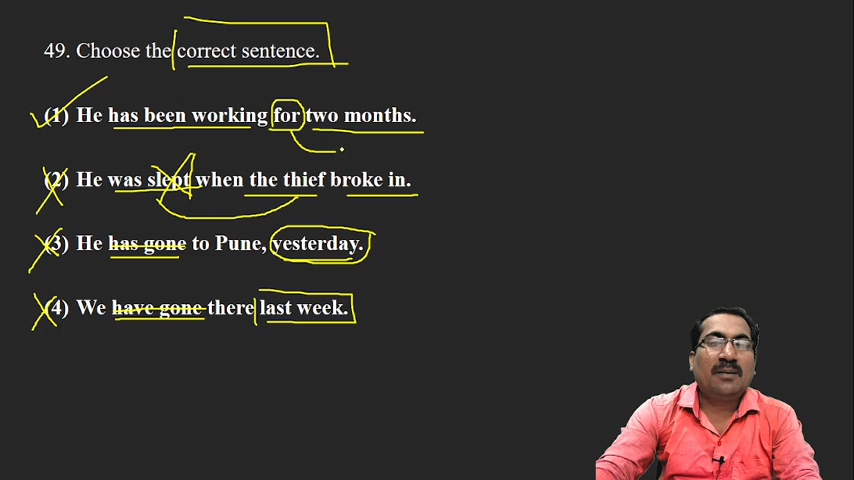 49. Choose the correct sentence.
(1) He has been working for two months.
(2) He was slept when the thief broke in.
(3) He has gone to Pune, yesterday.
(4) We have gone there last week.